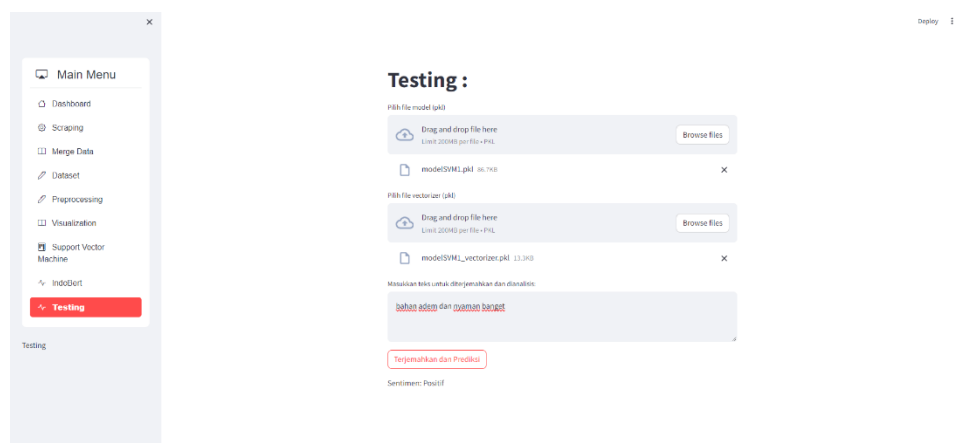 ×
Deploy
Main Menu
Dashboard
Scraping
Merge Data
Dataset
Preprocessing
Visualization
Support Vector
Machine
IndoBert
Testing
Testing
Testing :
Pilih file model (pkl)
Drag and drop file here
Limit 200MB per file • PKL
Browse files
modelSVM1.pkl 86.7KB
Pilih file vectorizer (pkl)
Drag and drop file here
Limit 200MB per file • PKL
Browse files
modelSVM1_vectorizer.pkl 13.3KB
Masukkan teks untuk diterjemahkan dan dianalisis:
bahan adem dan nyaman banget
Terjemahkan dan Prediksi
Sentimen: Positif